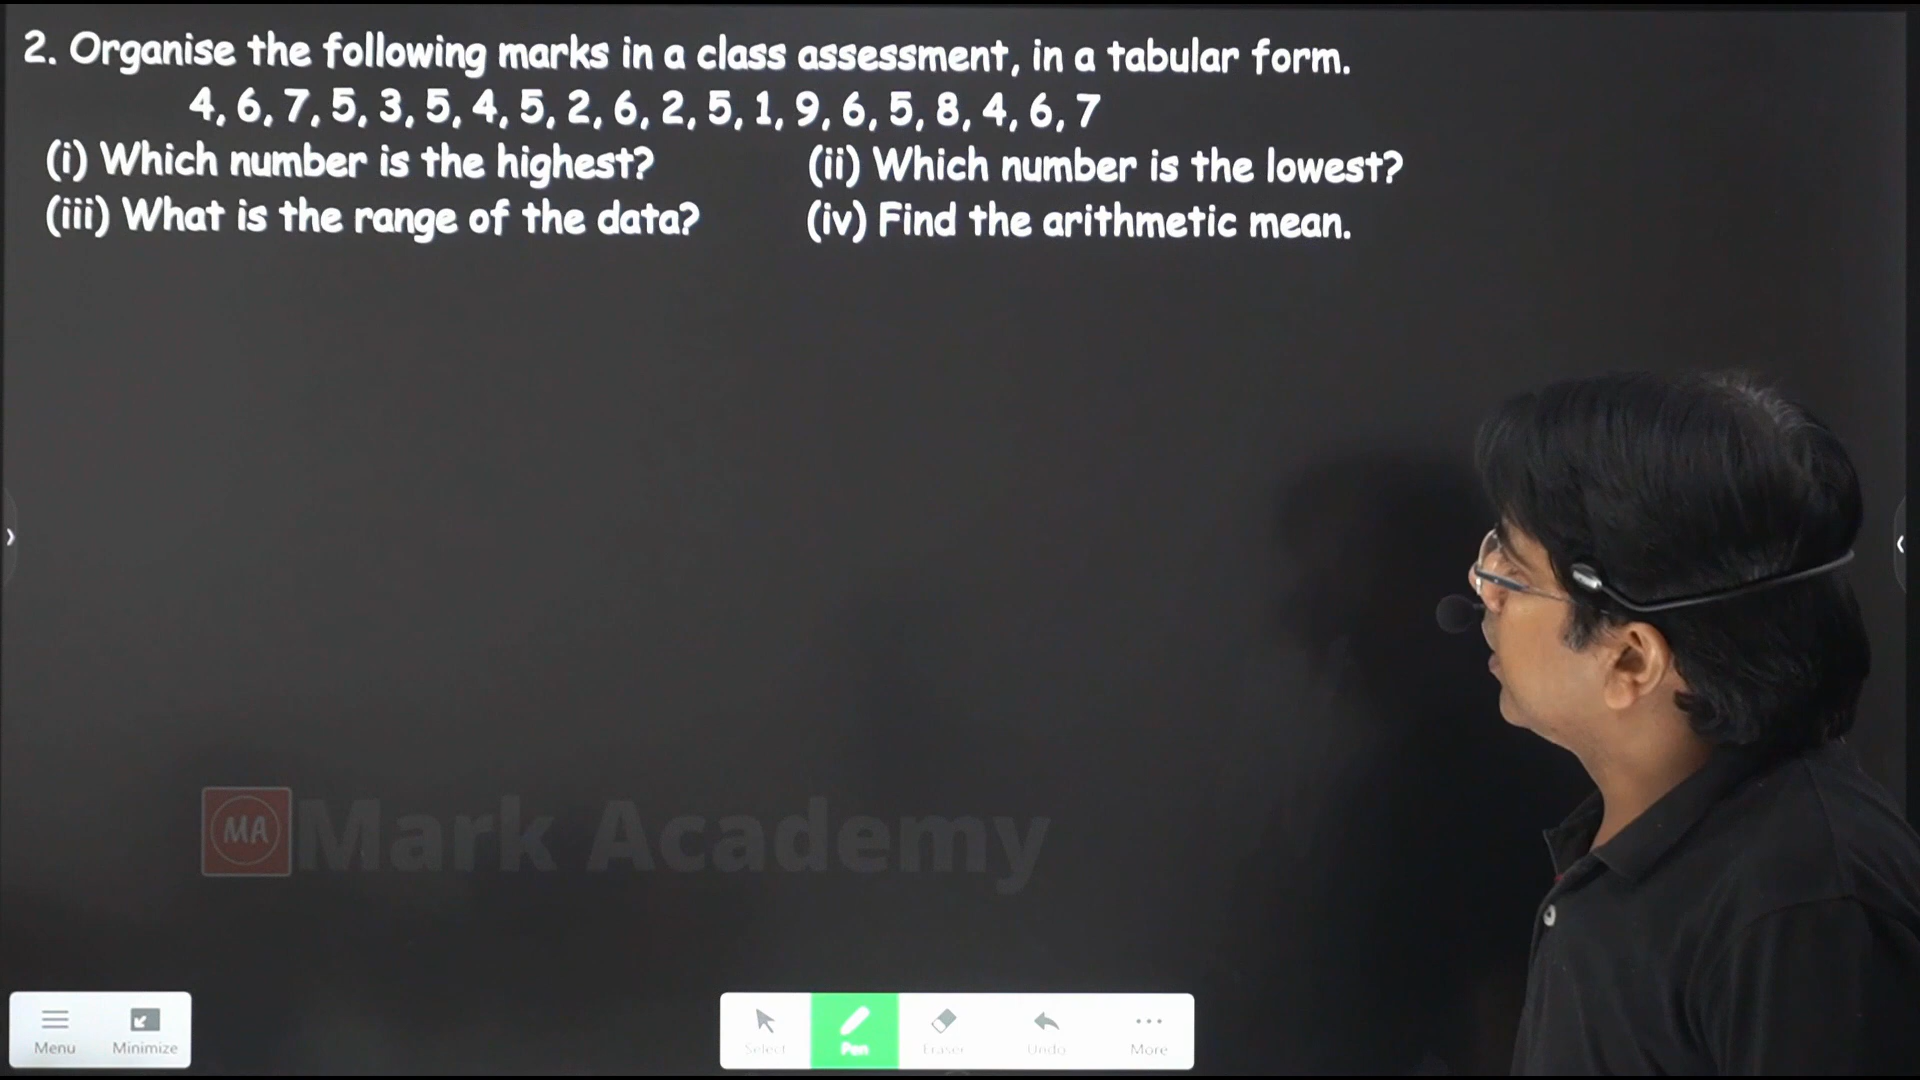 2. Organise the following marks in a class assessment, in a tabular form.
4, 6, 7, 5, 3, 5, 4, 5, 2, 6, 2, 5, 1, 9, 6, 5, 8, 4, 6, 7
(i) Which number is the highest? (ii) Which number is the lowest?
(iii) What is the range of the data? (iv) Find the arithmetic mean.
MA Mark Academy
Menu Minimize Select Pen Eraser Undo More